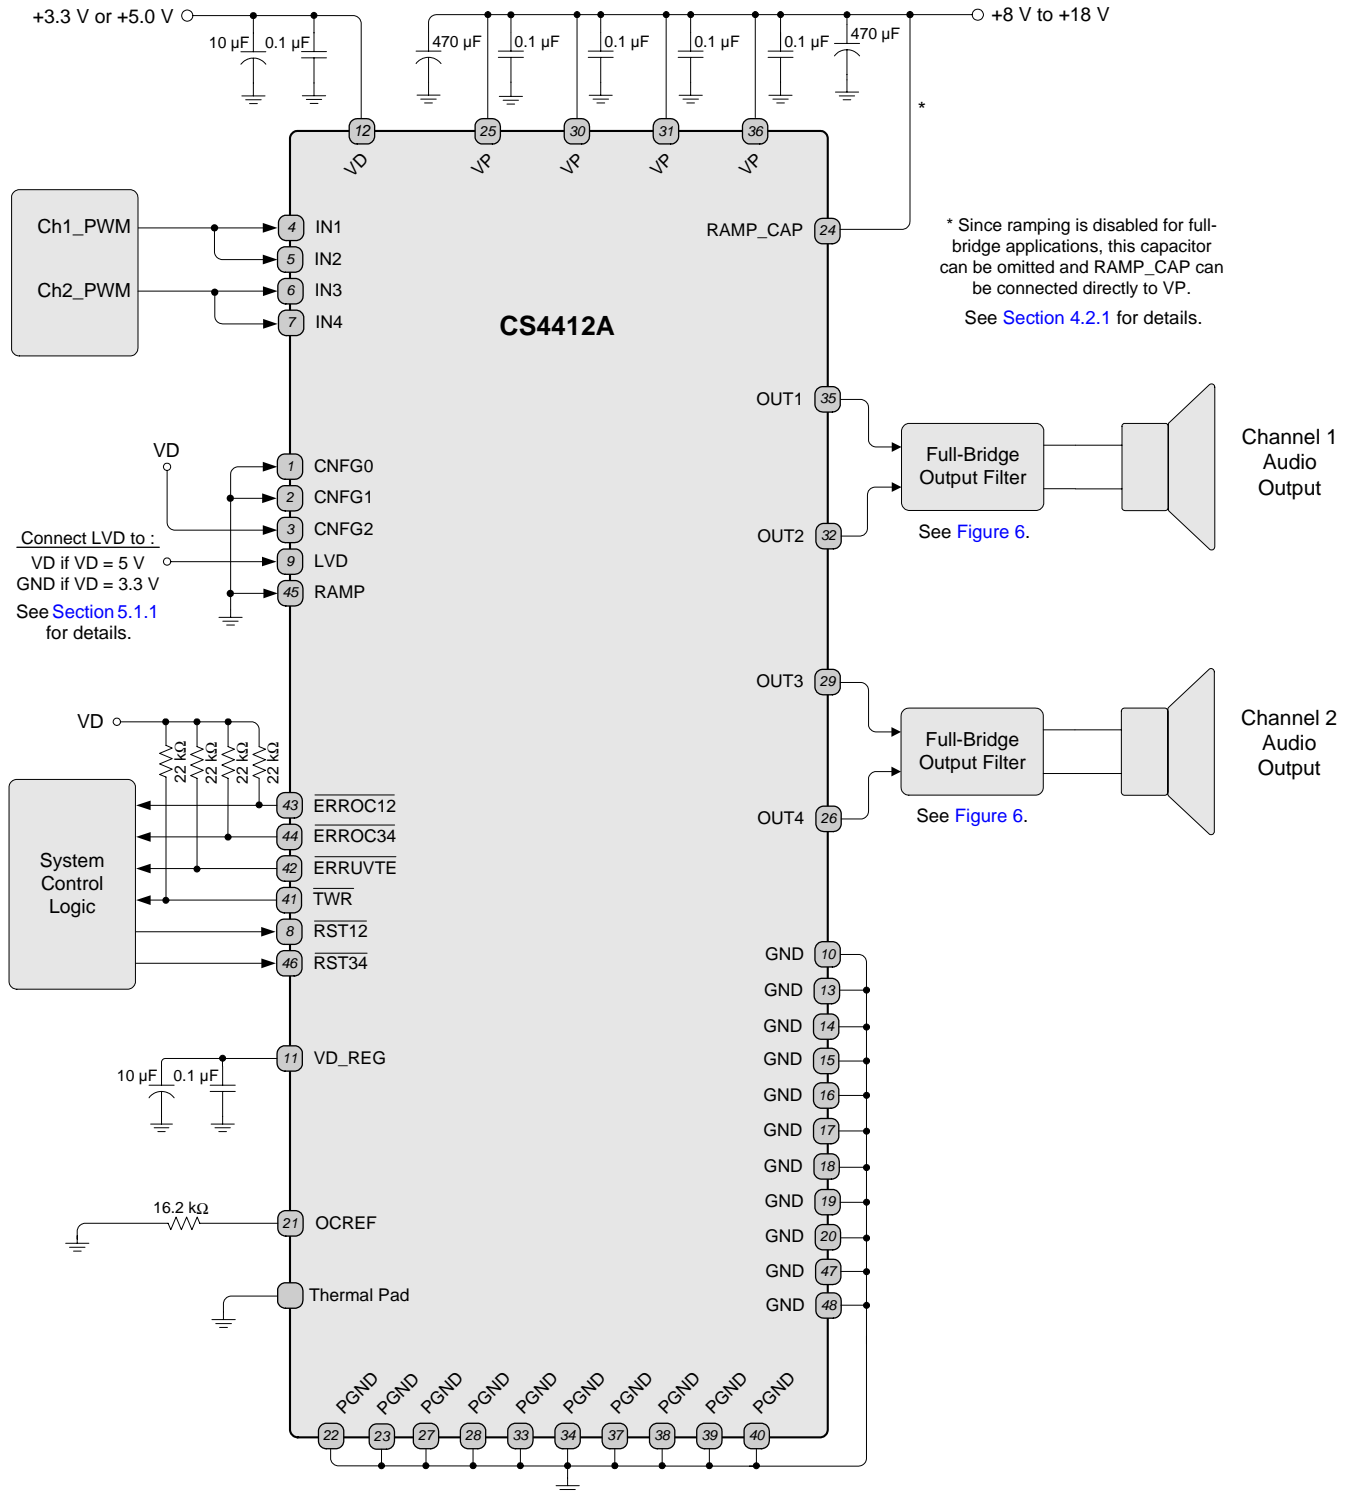 +3.3 V or +5.0 V
+8 V to +18 V
10 µF
0.1 µF
470 µF
0.1 µF
0.1 µF
0.1 µF
0.1 µF
470 µF
*
12
25
30
31
36
VD
VP
VP
VP
VP
Ch1_PWM
Ch2_PWM
4 IN1
5 IN2
6 IN3
7 IN4
RAMP_CAP 24
* Since ramping is disabled for full-
bridge applications, this capacitor
can be omitted and RAMP_CAP can
be connected directly to VP.
See Section 4.2.1 for details.
CS4412A
VD
1 CNFG0
2 CNFG1
3 CNFG2
9 LVD
45 RAMP
Connect LVD to :
VD if VD = 5 V
GND if VD = 3.3 V
See Section 5.1.1
for details.
OUT1 35
OUT2 32
Full-Bridge
Output Filter
See Figure 6.
Channel 1
Audio
Output
OUT3 29
OUT4 26
Full-Bridge
Output Filter
See Figure 6.
Channel 2
Audio
Output
VD
22 kΩ
22 kΩ
22 kΩ
22 kΩ
System
Control
Logic
43 ERROC12
44 ERROC34
42 ERRUVTE
41 TWR
8 RST12
46 RST34
11 VD_REG
10 µF
0.1 µF
16.2 kΩ
21 OCREF
Thermal Pad
GND 10
GND 13
GND 14
GND 15
GND 16
GND 17
GND 18
GND 19
GND 20
GND 47
GND 48
PGND
PGND
PGND
PGND
PGND
PGND
PGND
PGND
PGND
PGND
22
23
27
28
33
34
37
38
39
40